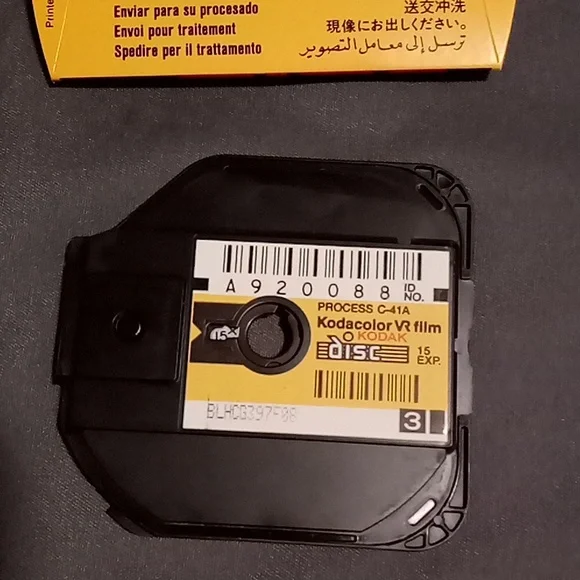 Printe
Enviar para su procesado
Envoi pour traitement
Spedire per il trattamento
送交冲洗
現像にお出しください。
ترسل إلى معامل التصوير
A920088 ID NO.
PROCESS C-41A
Kodacolor VR film
KODAK
disc
15 EXP.
15x
BLHCG397F08
3